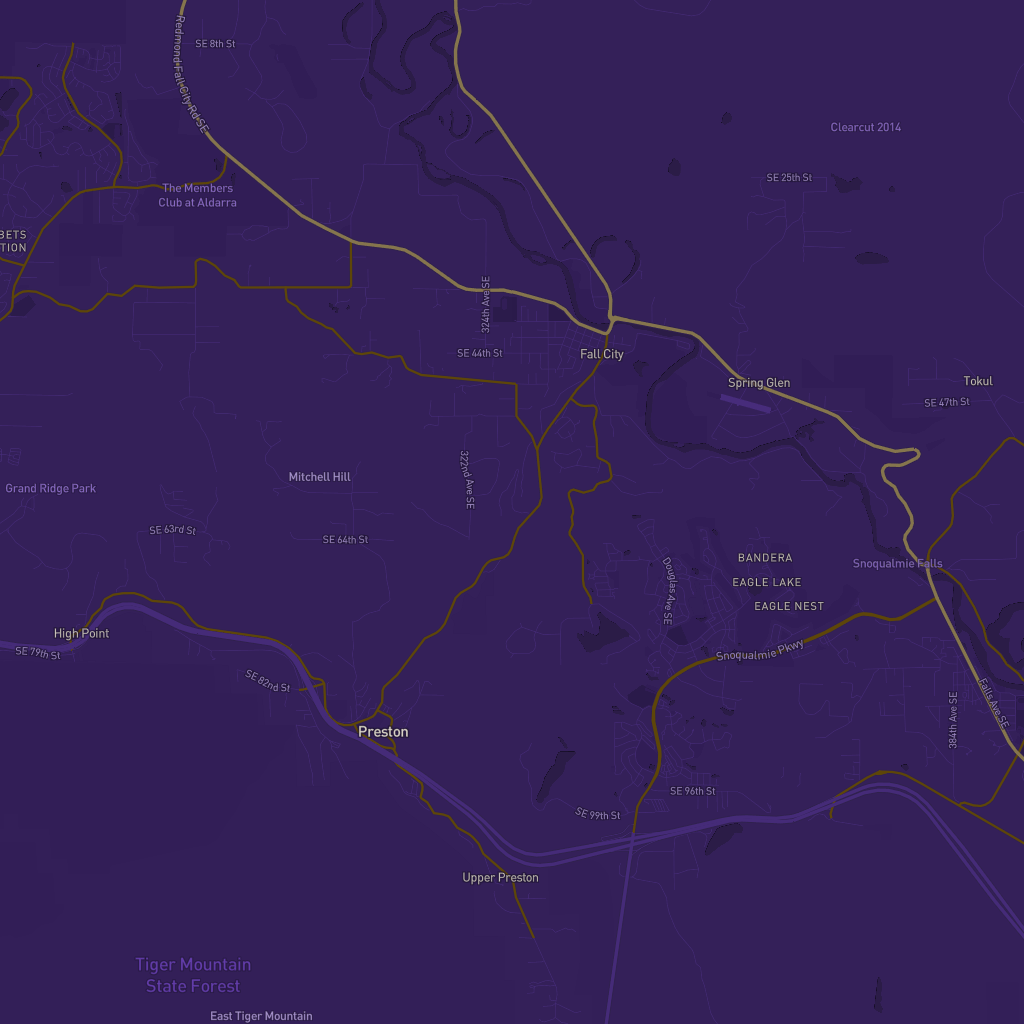 Redmond-Fall City Rd SE
SE 8th St
Clearcut 2014
SE 25th St
The Members
Club at Aldarra
BETS
TION
324th Ave SE
SE 44th St
Fall City
Spring Glen
Tokul
SE 47th St
322nd Ave SE
Mitchell Hill
Grand Ridge Park
SE 63rd St
SE 64th St
BANDERA
Snoqualmie Falls
Douglas Ave SE
EAGLE LAKE
EAGLE NEST
High Point
SE 79th St
Snoqualmie Pkwy
SE 82nd St
Falls Ave SE
384th Ave SE
Preston
SE 96th St
SE 99th St
Upper Preston
Tiger Mountain
State Forest
East Tiger Mountain